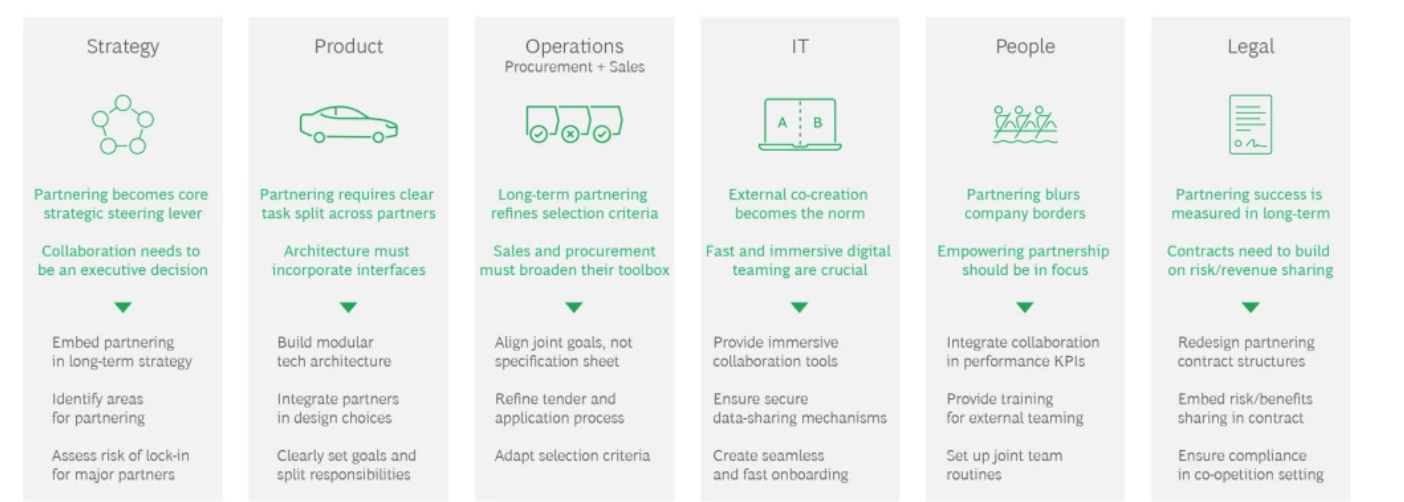 Strategy
Partnering becomes core
strategic steering lever
Collaboration needs to
be an executive decision
Embed partnering
in long-term strategy
Identify areas
for partnering
Assess risk of lock-in
for major partners
Product
Partnering requires clear
task split across partners
Architecture must
incorporate interfaces
Build modular
tech architecture
Integrate partners
in design choices
Clearly set goals and
split responsibilities
Operations
Procurement + Sales
Long-term partnering
refines selection criteria
Sales and procurement
must broaden their toolbox
Align joint goals, not
specification sheet
Refine tender and
application process
Adapt selection criteria
IT
A B
External co-creation
becomes the norm
Fast and immersive digital
teaming are crucial
Provide immersive
collaboration tools
Ensure secure
data-sharing mechanisms
Create seamless
and fast onboarding
People
Partnering blurs
company borders
Empowering partnership
should be in focus
Integrate collaboration
in performance KPIs
Provide training
for external teaming
Set up joint team
routines
Legal
Partnering success is
measured in long-term
Contracts need to build
on risk/revenue sharing
Redesign partnering
contract structures
Embed risk/benefits
sharing in contract
Ensure compliance
in co-opetition setting